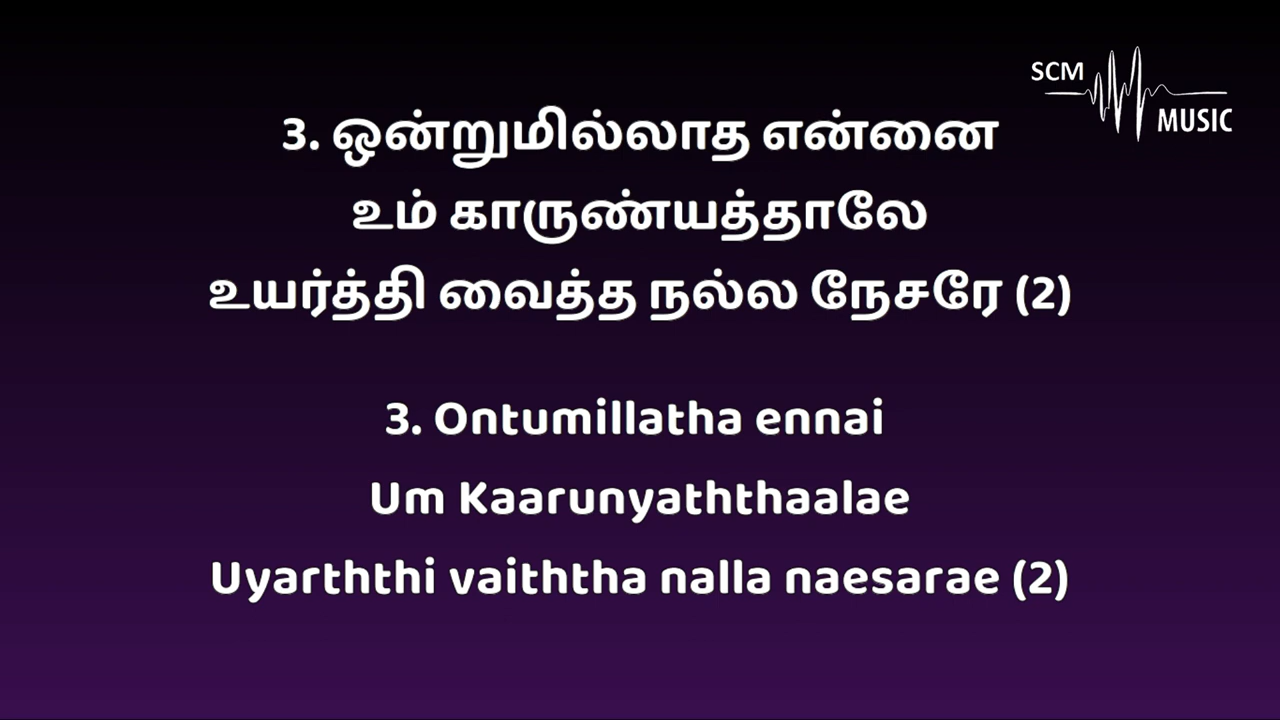 SCM
MUSIC
3. ஒன்றுமில்லாத என்னை
உம் காருண்யத்தாலே
உயர்த்தி வைத்த நல்ல நேசரே (2)
3. Ontumillatha ennai
Um Kaarunyaththaalae
Uyarththi vaiththa nalla naesarae (2)